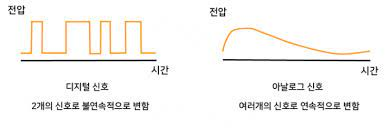 전압
전압
시간
시간
디지털 신호
아날로그 신호
2개의 신호로 불연속적으로 변함
여러개의 신호로 연속적으로 변함